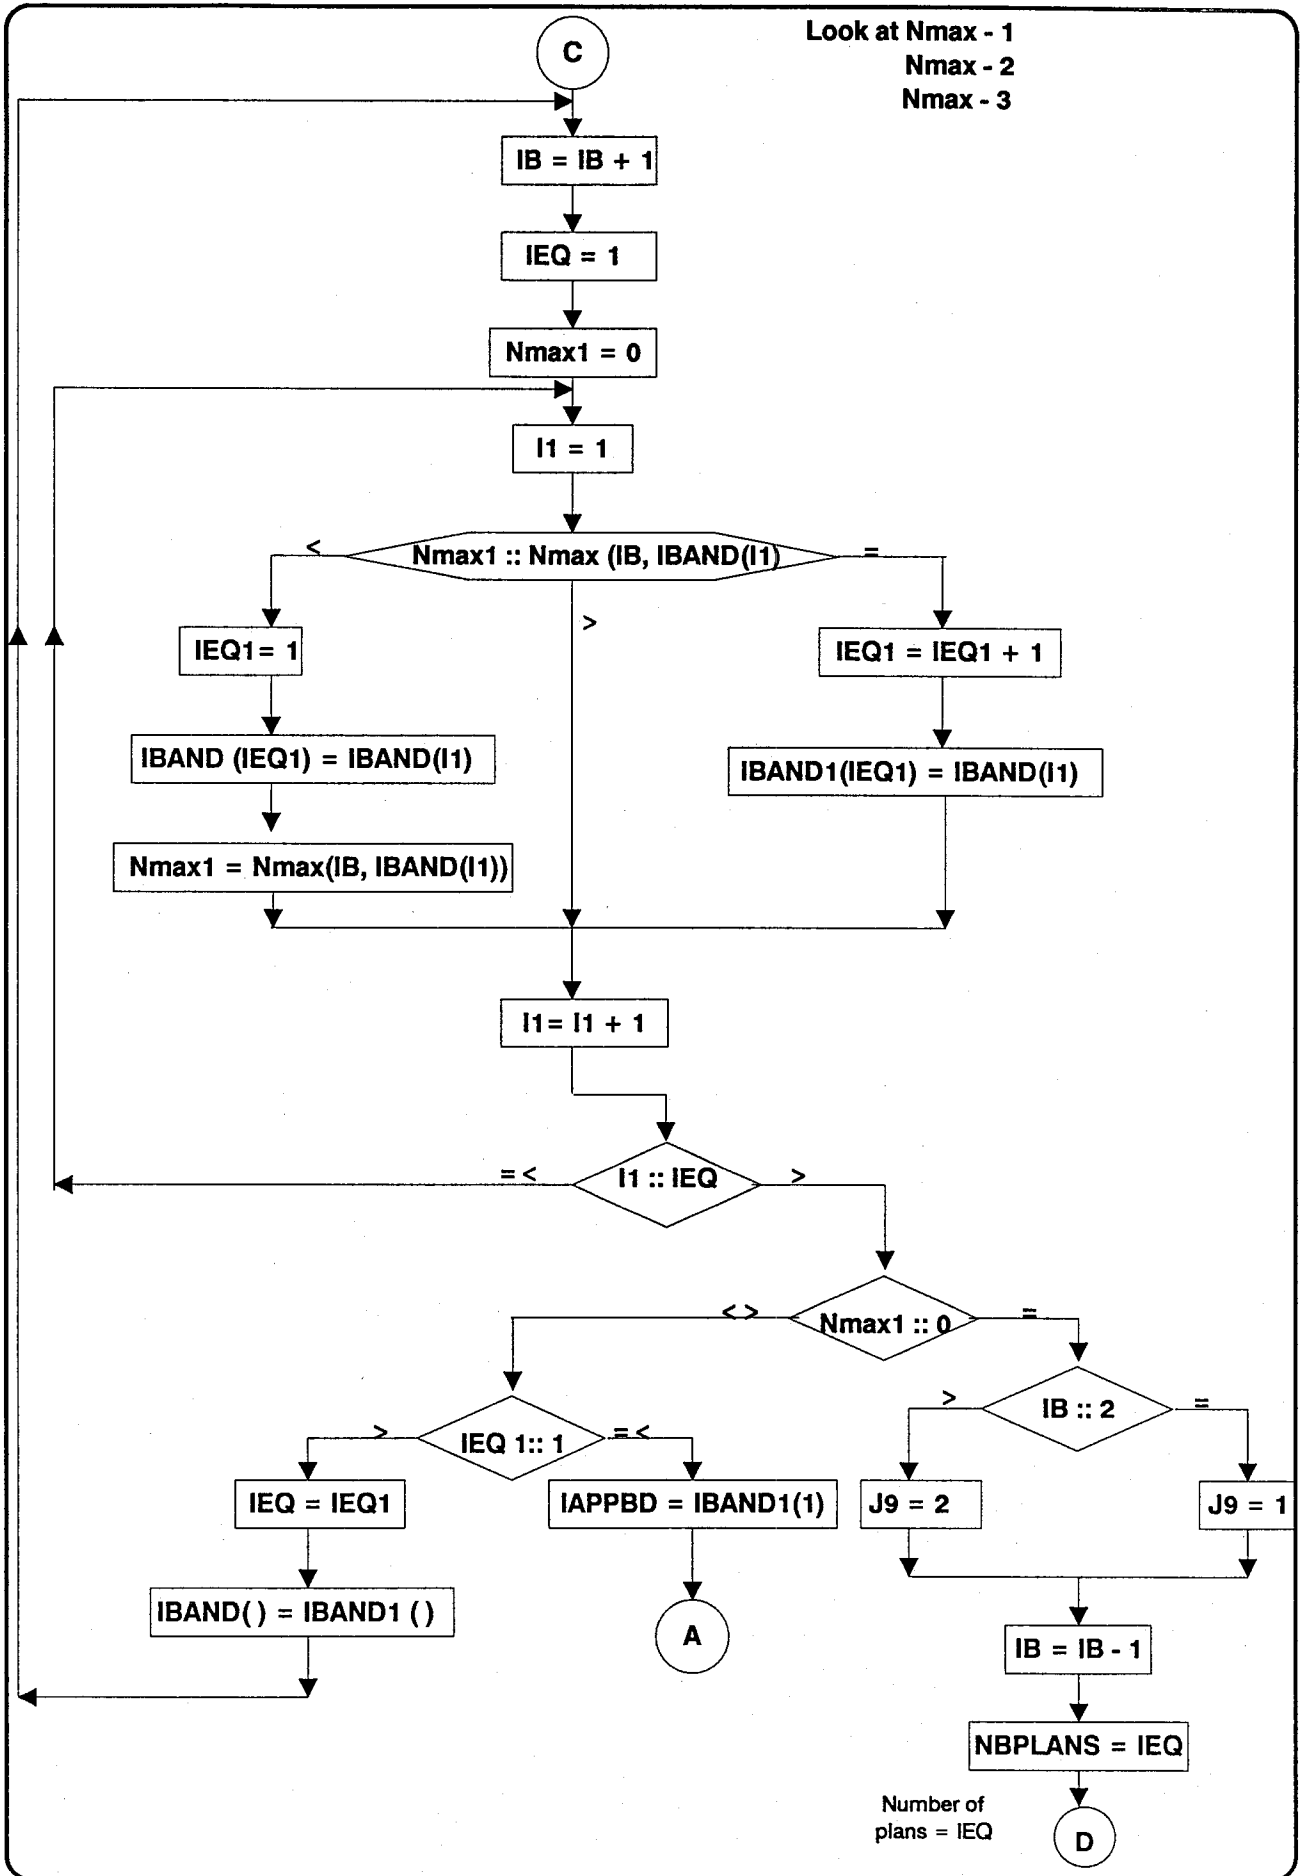 Look at Nmax - 1
Nmax - 2
Nmax - 3
C
IB = IB + 1
IEQ = 1
Nmax1 = 0
I1 = 1
< Nmax1 :: Nmax (IB, IBAND(I1) =
>
IEQ1= 1
IEQ1 = IEQ1 + 1
IBAND (IEQ1) = IBAND(I1)
IBAND1(IEQ1) = IBAND(I1)
Nmax1 = Nmax(IB, IBAND(I1))
I1= I1 + 1
= < I1 :: IEQ >
< > Nmax1 :: 0 =
> IB :: 2 =
> IEQ 1:: 1 = <
IEQ = IEQ1
IAPPBD = IBAND1(1)
J9 = 2
J9 = 1
IBAND( ) = IBAND1 ( )
A
IB = IB - 1
NBPLANS = IEQ
Number of
plans = IEQ
D